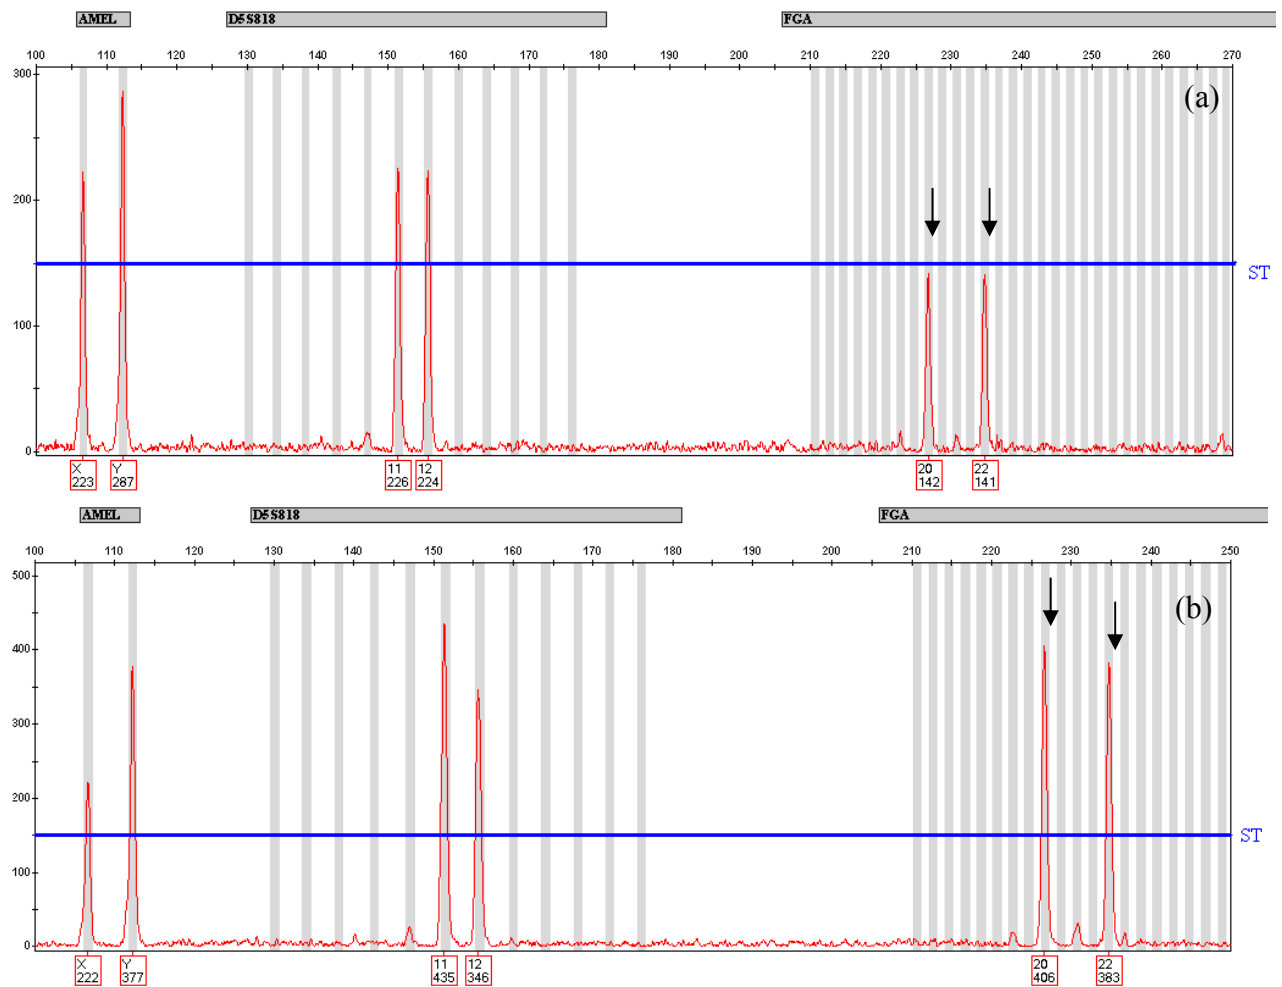 AMEL D5S818 FGA
100 110 120 130 140 150 160 170 180 190 200 210 220 230 240 250 260 270
300
(a)
200
ST
100
0
X Y 11 12 20 22
223 287 226 224 142 141
AMEL D5S818 FGA
100 110 120 130 140 150 160 170 180 190 200 210 220 230 240 250
500
(b)
400
300
200
ST
100
0
X Y 11 12 20 22
222 377 435 346 406 383